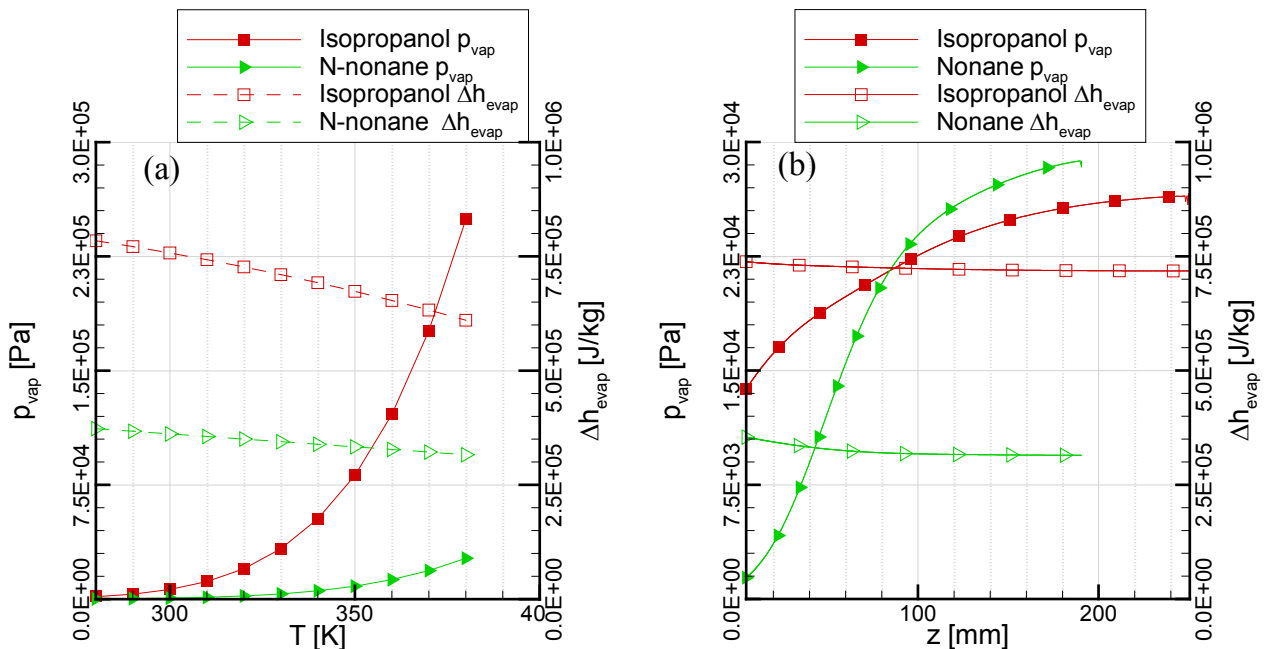 Isopropanol p_vap
N-nonane p_vap
Isopropanol Δh_evap
N-nonane Δh_evap
(a)
p_vap [Pa]
0.0E+00
7.5E+04
1.5E+05
2.3E+05
3.0E+05
Δh_evap [J/kg]
0.0E+00
2.5E+05
5.0E+05
7.5E+05
1.0E+06
300
350
40
T [K]
Isopropanol p_vap
Nonane p_vap
Isopropanol Δh_evap
Nonane Δh_evap
(b)
p_vap [Pa]
0.0E+00
7.5E+03
1.5E+04
2.3E+04
3.0E+04
Δh_evap [J/kg]
0.0E+00
2.5E+05
5.0E+05
7.5E+05
1.0E+06
100
200
z [mm]